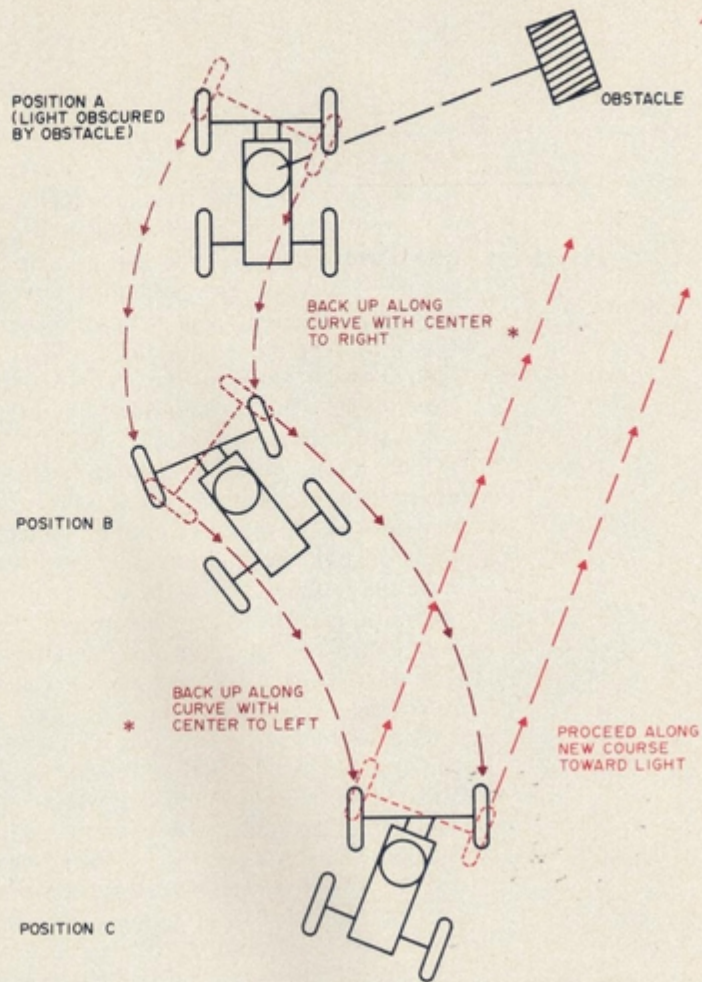 POSITION A
(LIGHT OBSCURED
BY OBSTACLE)
OBSTACLE
BACK UP ALONG
CURVE WITH CENTER
TO RIGHT *
POSITION B
BACK UP ALONG
CURVE WITH
* CENTER TO LEFT
PROCEED ALONG
NEW COURSE
TOWARD LIGHT
POSITION C